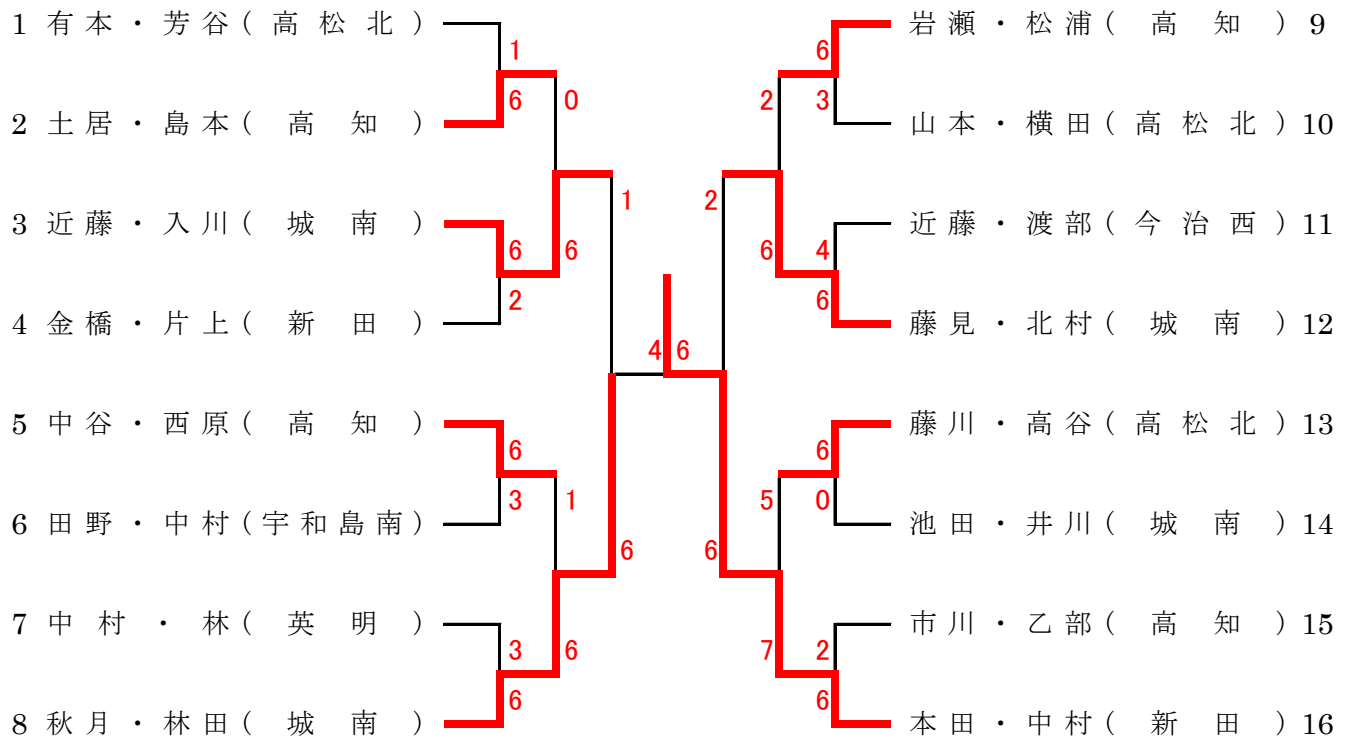 1 有本・芳谷(高松北)
岩瀬・松浦(高知)9
1
6
6
0
2
3
2 土居・島本(高知)
山本・横田(高松北)10
1
2
3 近藤・入川(城南)
近藤・渡部(今治西)11
6
6
6
4
2
6
4 金橋・片上(新田)
藤見・北村(城南)12
4
6
5 中谷・西原(高知)
藤川・高谷(高松北)13
6
6
3
1
5
0
6 田野・中村(宇和島南)
池田・井川(城南)14
6
6
7 中村・林(英明)
市川・乙部(高知)15
3
6
7
2
6
6
8 秋月・林田(城南)
本田・中村(新田)16